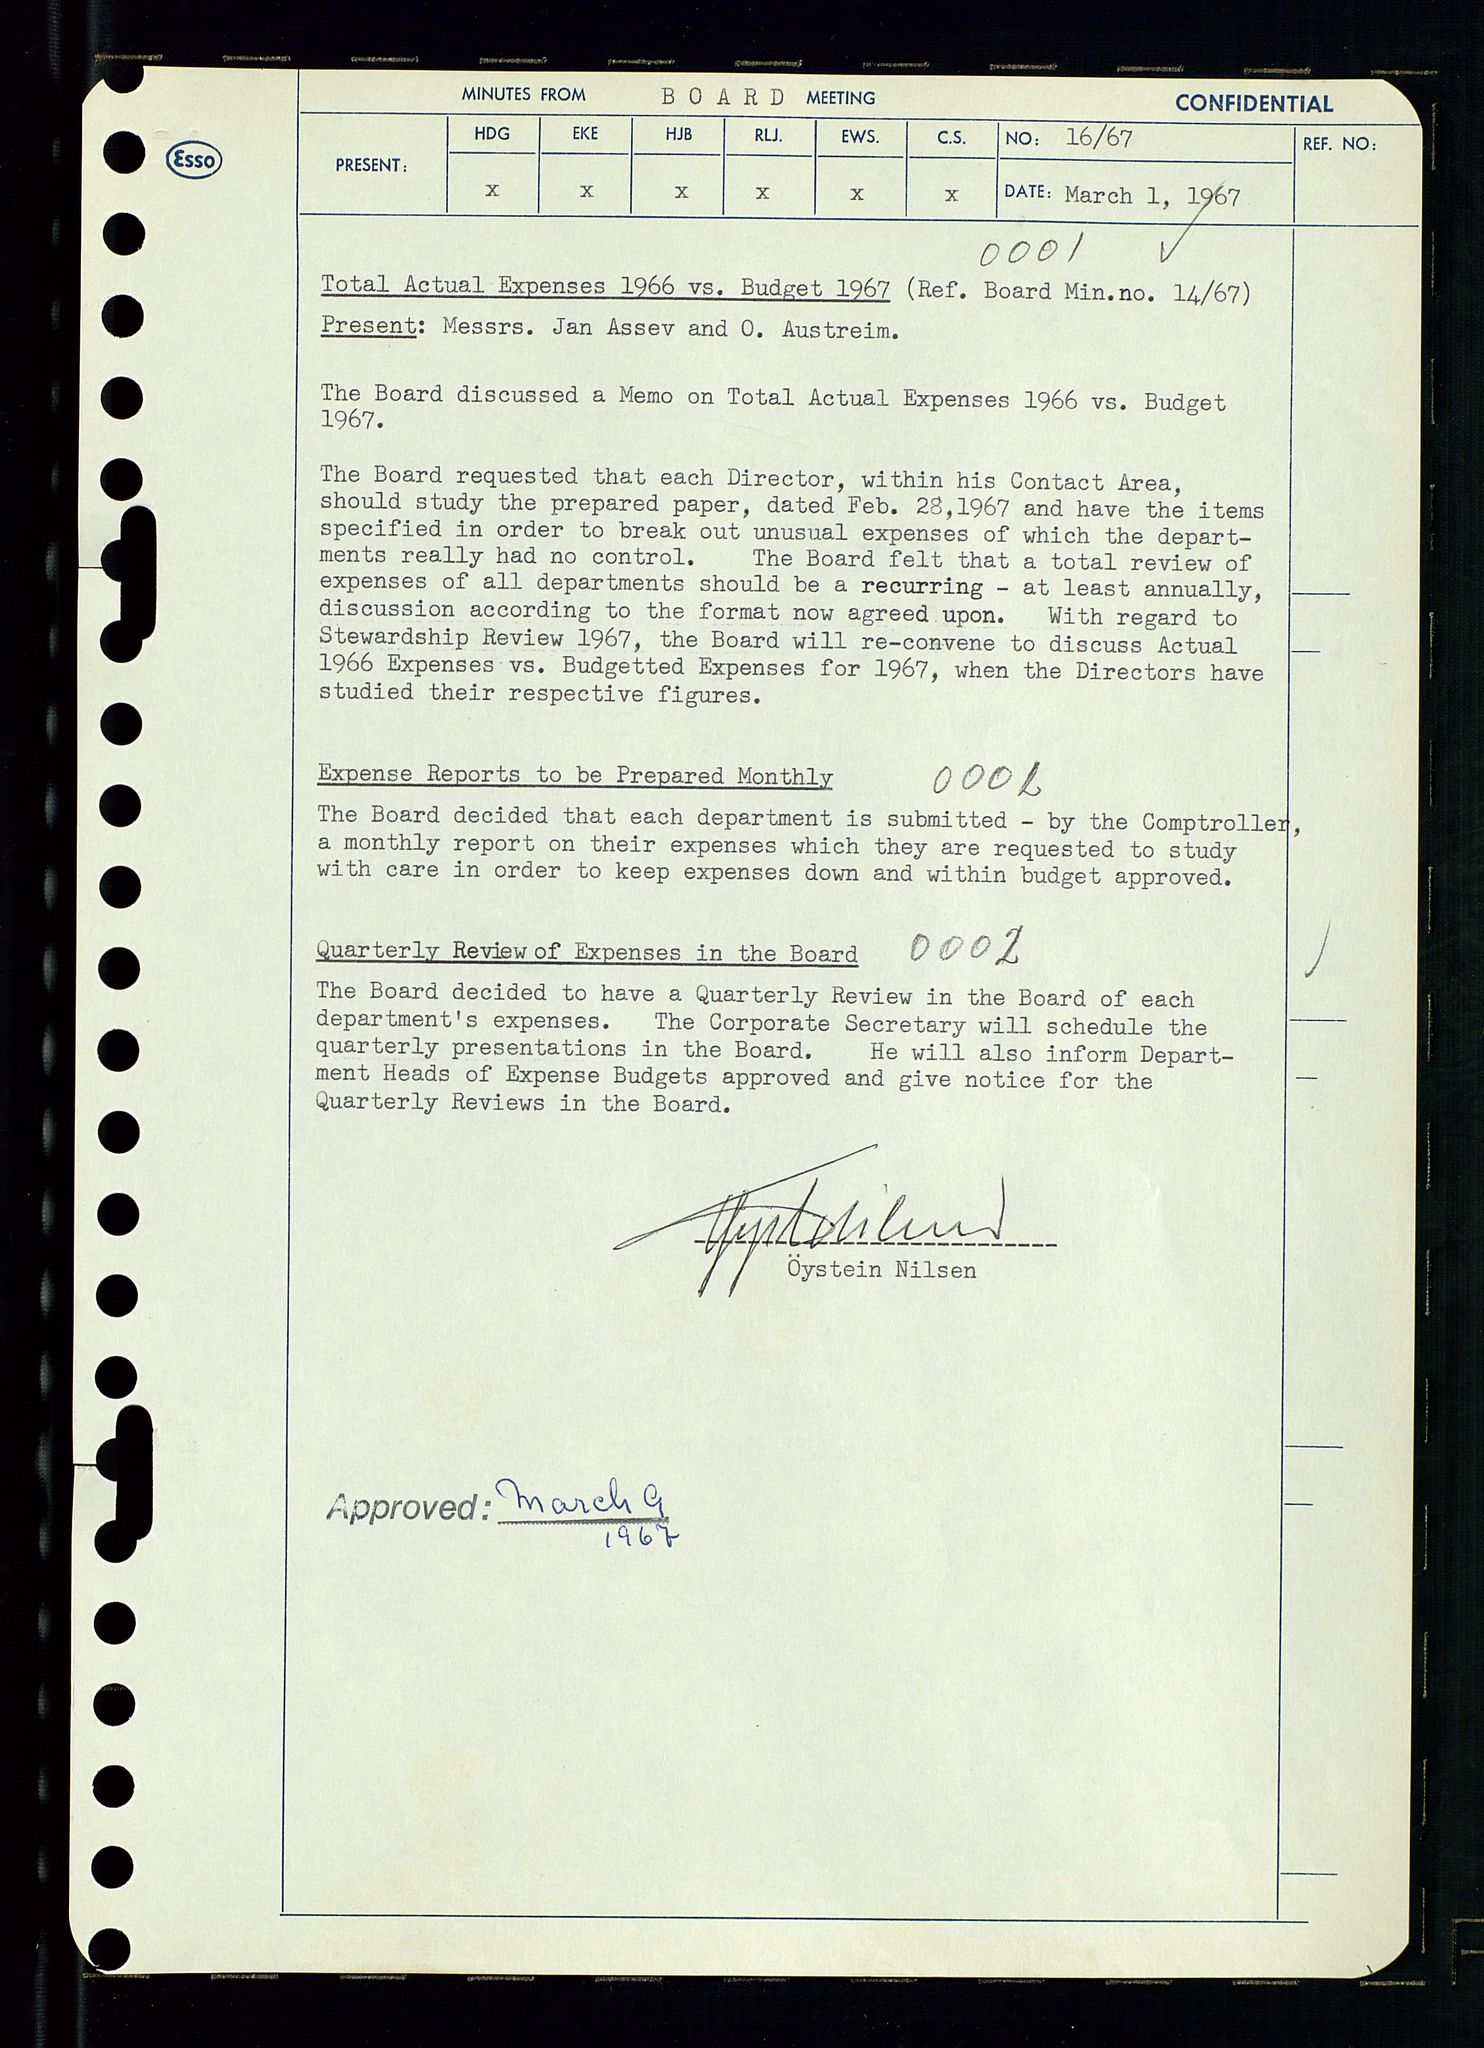 MINUTES FROM B O A R D MEETING
CONFIDENTIAL
Esso
PRESENT:
HDG EKE HJB RLJ. EWS. C.S.
x x x x x x
NO: 16/67
DATE: March 1, 1967
REF. NO:
0001
Total Actual Expenses 1966 vs. Budget 1967 (Ref. Board Min.no. 14/67)
Present: Messrs. Jan Assev and O. Austreim.
The Board discussed a Memo on Total Actual Expenses 1966 vs. Budget
1967.
The Board requested that each Director, within his Contact Area,
should study the prepared paper, dated Feb. 28,1967 and have the items
specified in order to break out unusual expenses of which the depart-
ments really had no control. The Board felt that a total review of
expenses of all departments should be a recurring - at least annually,
discussion according to the format now agreed upon. With regard to
Stewardship Review 1967, the Board will re-convene to discuss Actual
1966 Expenses vs. Budgetted Expenses for 1967, when the Directors have
studied their respective figures.
Expense Reports to be Prepared Monthly 0002
The Board decided that each department is submitted - by the Comptroller,
a monthly report on their expenses which they are requested to study
with care in order to keep expenses down and within budget approved.
Quarterly Review of Expenses in the Board 0002
The Board decided to have a Quarterly Review in the Board of each
department's expenses. The Corporate Secretary will schedule the
quarterly presentations in the Board. He will also inform Depart-
ment Heads of Expense Budgets approved and give notice for the
Quarterly Reviews in the Board.
Öystein Nilsen
Approved: March 9
1967